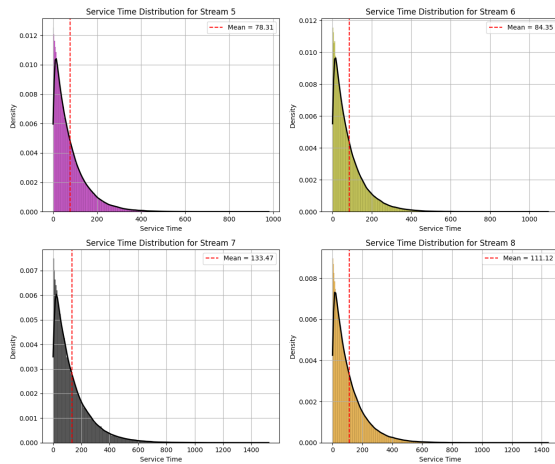 Service Time Distribution for Stream 5
Mean = 78.31
0.012
0.010
0.008
0.006
0.004
0.002
0.000
Density
0 200 400 600 800 1000
Service Time
Service Time Distribution for Stream 6
Mean = 84.35
0.012
0.010
0.008
0.006
0.004
0.002
0.000
Density
0 200 400 600 800 1000
Service Time
Service Time Distribution for Stream 7
Mean = 133.47
0.007
0.006
0.005
0.004
0.003
0.002
0.001
0.000
Density
0 200 400 600 800 1000 1200 1400
Service Time
Service Time Distribution for Stream 8
Mean = 111.12
0.008
0.006
0.004
0.002
0.000
Density
0 200 400 600 800 1000 1200 1400
Service Time